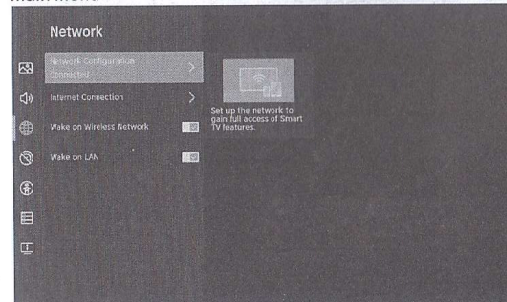 Network
Network Configuration
Connected
Internet Connection
Wake on Wireless Network
Wake on LAN
Set up the network to
gain full access of Smart
TV features.